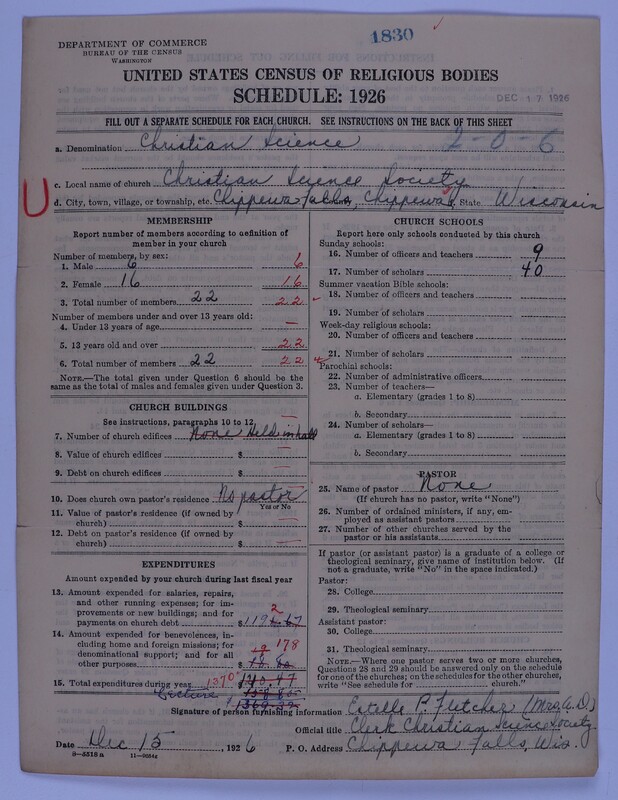 1830
DEPARTMENT OF COMMERCE
BUREAU OF THE CENSUS
WASHINGTON
UNITED STATES CENSUS OF RELIGIOUS BODIES
SCHEDULE: 1926
DEC 17 1926
FILL OUT A SEPARATE SCHEDULE FOR EACH CHURCH. SEE INSTRUCTIONS ON THE BACK OF THIS SHEET
a. Denomination Christian Science 2-0-6
c. Local name of church Christian Science Society
d. City, town, village, or township, etc. Chippewa Falls, Chippewa, State Wisconsin
MEMBERSHIP
Report number of members according to definition of member in your church
Number of members, by sex:
1. Male 6 6
2. Female 16 16
3. Total number of members 22 22
Number of members under and over 13 years old:
4. Under 13 years of age —
5. 13 years old and over 22
6. Total number of members 22 22
NOTE.—The total given under Question 6 should be the
same as the total of males and females given under Question 3.
CHURCH BUILDINGS
See instructions, paragraphs 10 to 12
7. Number of church edifices None Held in hall
8. Value of church edifices $ —
9. Debt on church edifices $ —
10. Does church own pastor's residence No pastor
Yes or No
11. Value of pastor's residence (if owned by
church) $ —
12. Debt on pastor's residence (if owned by
church) $ —
EXPENDITURES
Amount expended by your church during last fiscal year
13. Amount expended for salaries, repairs,
and other running expenses; for im-
provements or new buildings; and for
payments on church debt $
14. Amount expended for benevolences,
including home and foreign missions; for
denominational support; and for all
other purposes $ 178
15. Total expenditures during year 1370
Lecture
CHURCH SCHOOLS
Report here only schools conducted by this church
Sunday schools:
16. Number of officers and teachers 9
17. Number of scholars 40
Summer vacation Bible schools:
18. Number of officers and teachers
19. Number of scholars
Week-day religious schools:
20. Number of officers and teachers
21. Number of scholars
Parochial schools:
22. Number of administrative officers
23. Number of teachers—
a. Elementary (grades 1 to 8)
b. Secondary
24. Number of scholars—
a. Elementary (grades 1 to 8)
b. Secondary
PASTOR
25. Name of pastor None
(If church has no pastor, write "None")
26. Number of ordained ministers, if any, em-
ployed as assistant pastors
27. Number of other churches served by the
pastor or his assistants
If pastor (or assistant pastor) is a graduate of a college or
theological seminary, give name of institution below. (If
not a graduate, write "No" in the space indicated.)
Pastor:
28. College
29. Theological seminary
Assistant pastor:
30. College
31. Theological seminary
NOTE.—Where one pastor serves two or more churches,
Questions 28 and 29 should be answered only on the schedule
for one of the churches; on the schedules for the other churches,
write "See schedule for church."
Signature of person furnishing information Estelle P. Fletcher (Mrs. A. D.)
Official title Clerk Christian Science Society
Date Dec 15, 1926 P. O. Address Chippewa Falls, Wis.
8-5518a 11-9084a